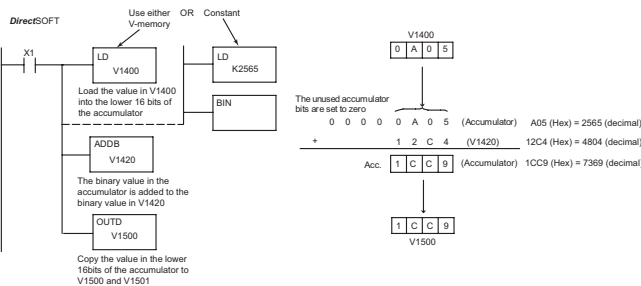 DirectSOFT
Use either OR Constant
V-memory
X1
LD
V1400
LD
K2565
Load the value in V1400
into the lower 16 bits of
the accumulator
BIN
ADDB
V1420
The binary value in the
accumulator is added to the
binary value in V1420
OUTD
V1500
Copy the value in the lower
16bits of the accumulator to
V1500 and V1501
V1400
0 A 0 5
The unused accumulator
bits are set to zero
0 0 0 0 0 A 0 5 (Accumulator) A05 (Hex) = 2565 (decimal)
+ 1 2 C 4 (V1420) 12C4 (Hex) = 4804 (decimal)
Acc. 1 C C 9 (Accumulator) 1CC9 (Hex) = 7369 (decimal)
1 C C 9
V1500